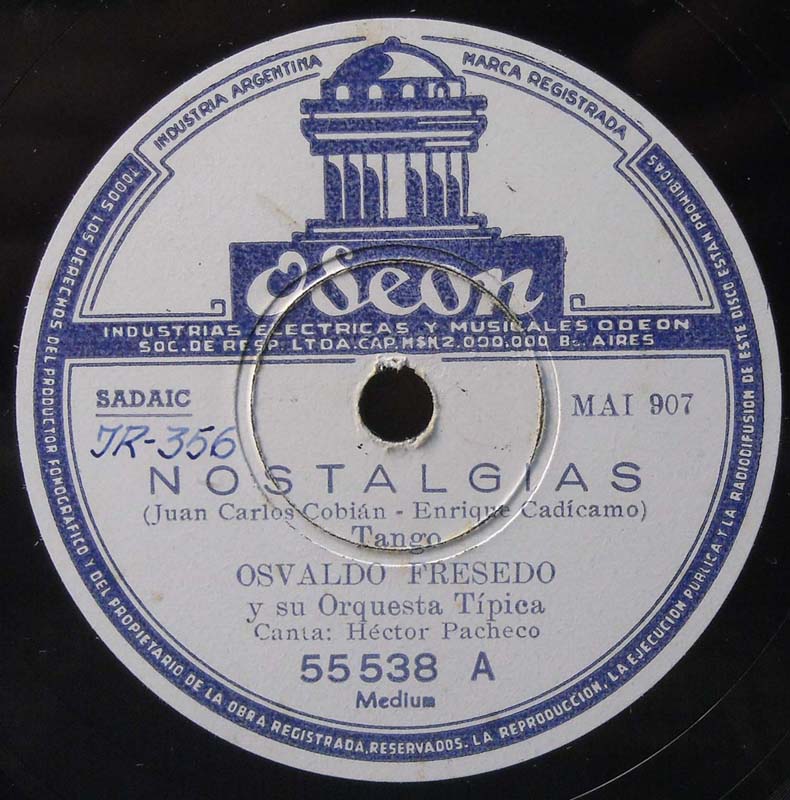 INDUSTRIA ARGENTINA
MARCA REGISTRADA
Odeon
INDUSTRIAS ELECTRICAS Y MUSICALES ODEON
SOC. DE RESP. LTDA. CAP. M$N 2.000.000 Bs. AIRES
SADAIC
MAI 907
JR-356
NOSTALGIAS
(Juan Carlos Cobián - Enrique Cadícamo)
Tango
OSVALDO FRESEDO
y su Orquesta Típica
Canta: Héctor Pacheco
55538 A
Medium
TODOS LOS DERECHOS DEL PRODUCTOR FONOGRAFICO Y DEL PROPIETARIO DE LA OBRA REGISTRADA, RESERVADOS. LA REPRODUCCIÓN, LA EJECUCION PUBLICA Y LA RADIODIFUSION DE ESTE DISCO ESTAN PROHIBIDAS